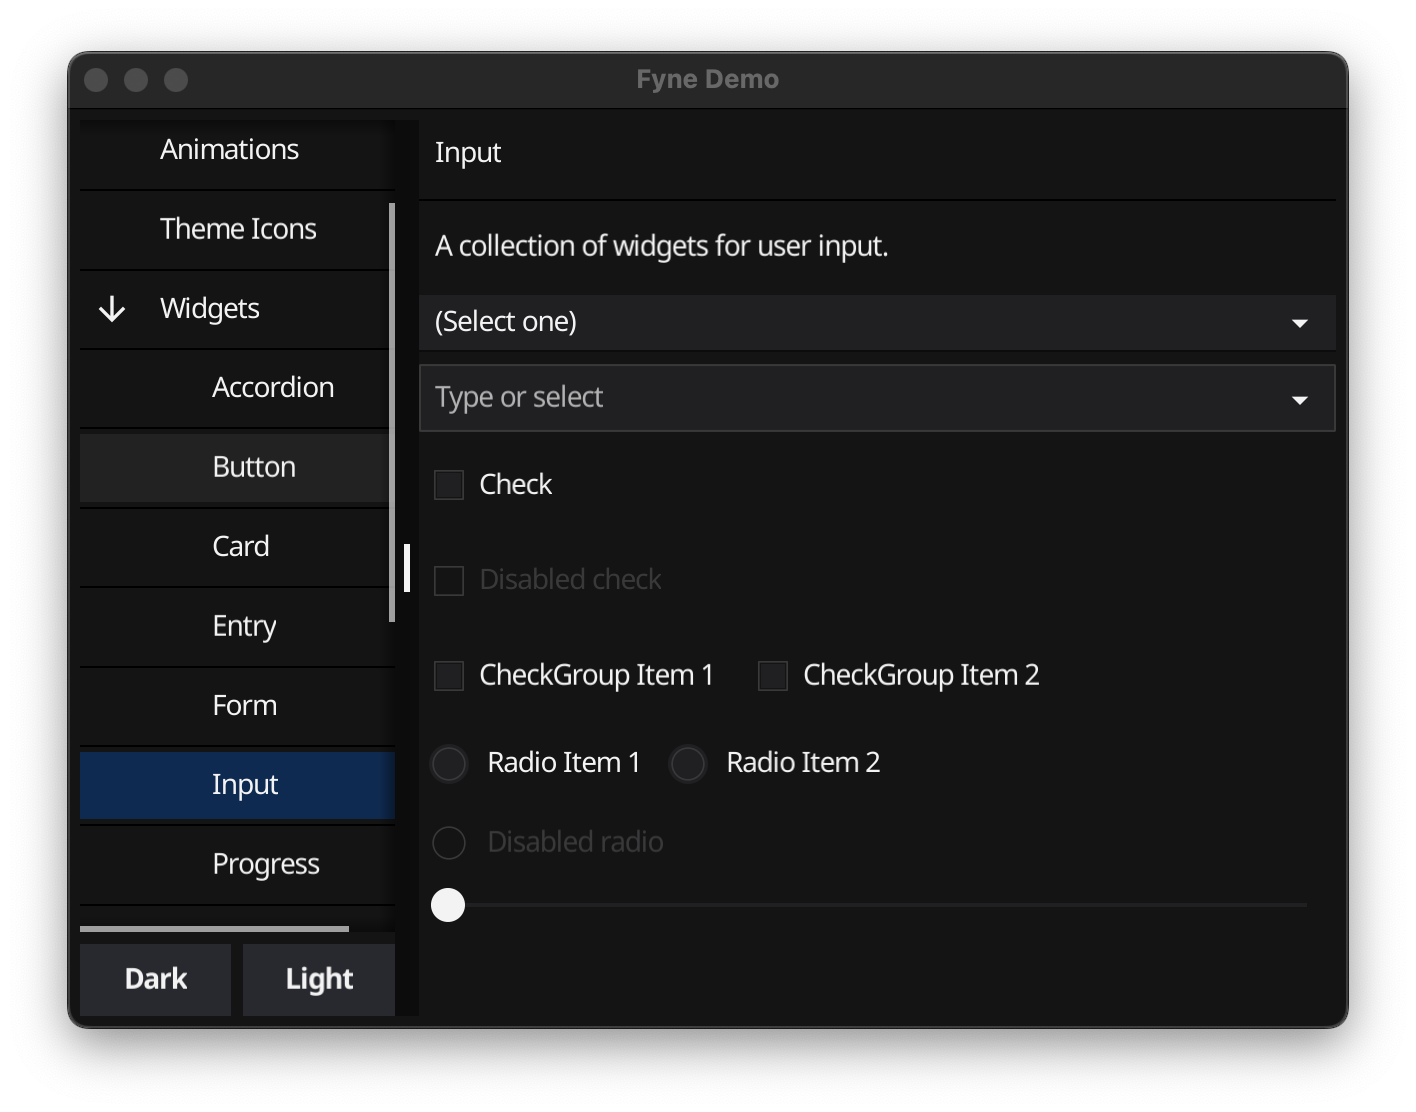 Fyne Demo
Animations
Theme Icons
Widgets
Accordion
Button
Card
Entry
Form
Input
Progress
Dark
Light
Input
A collection of widgets for user input.
(Select one)
Type or select
Check
Disabled check
CheckGroup Item 1
CheckGroup Item 2
Radio Item 1
Radio Item 2
Disabled radio